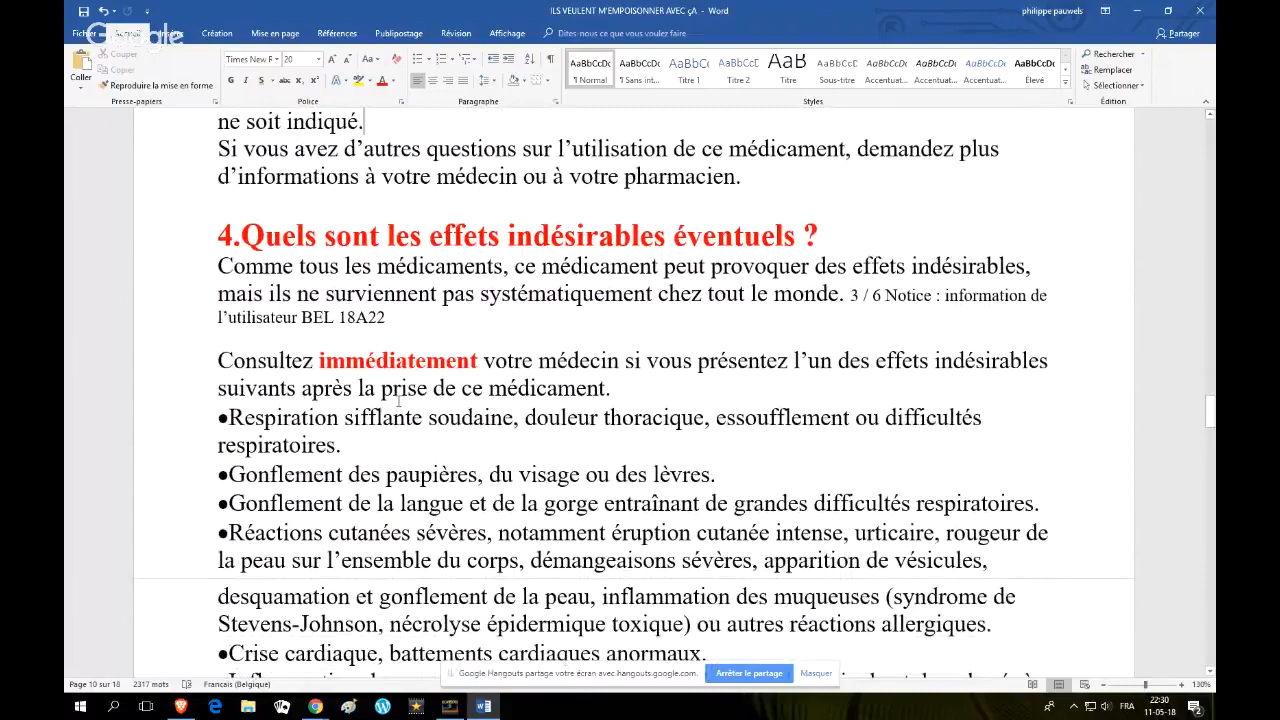 ILS VEULENT M'EMPOISONNER AVEC çA - Word
philippe pauwels
Google
Fichier
Création
Mise en page
Références
Publipostage
Révision
Affichage
Dites-nous ce que vous voulez faire
Partager
Coller
Couper
Copier
Reproduire la mise en forme
Times New R
20
AaBbCcDc
¶ Normal
AaBbCcDc
¶ Sans int...
AaBbC
Titre 1
AaBbCcC
Titre 2
AaB
Titre
AaBbCcD
Sous-titre
AaBbCcDc
Accentuat...
AaBbCcDc
Accentuat...
AaBbCcDc
Accentuat...
AaBbCcDc
Élevé
Rechercher
Remplacer
Sélectionner
Presse-papiers
Police
Paragraphe
Styles
Édition
ne soit indiqué.
Si vous avez d’autres questions sur l’utilisation de ce médicament, demandez plus
d’informations à votre médecin ou à votre pharmacien.
4.Quels sont les effets indésirables éventuels ?
Comme tous les médicaments, ce médicament peut provoquer des effets indésirables,
mais ils ne surviennent pas systématiquement chez tout le monde. 3 / 6 Notice : information de
l’utilisateur BEL 18A22
Consultez immédiatement votre médecin si vous présentez l’un des effets indésirables
suivants après la prise de ce médicament.
●Respiration sifflante soudaine, douleur thoracique, essoufflement ou difficultés
respiratoires.
●Gonflement des paupières, du visage ou des lèvres.
●Gonflement de la langue et de la gorge entraînant de grandes difficultés respiratoires.
●Réactions cutanées sévères, notamment éruption cutanée intense, urticaire, rougeur de
la peau sur l’ensemble du corps, démangeaisons sévères, apparition de vésicules,
desquamation et gonflement de la peau, inflammation des muqueuses (syndrome de
Stevens-Johnson, nécrolyse épidermique toxique) ou autres réactions allergiques.
●Crise cardiaque, battements cardiaques anormaux.
Google Hangouts partage votre écran avec hangouts.google.com.
Arrêter le partage
Masquer
Page 10 sur 18
2317 mots
Francais (Belgique)
130%
FRA
22:30
11-05-18